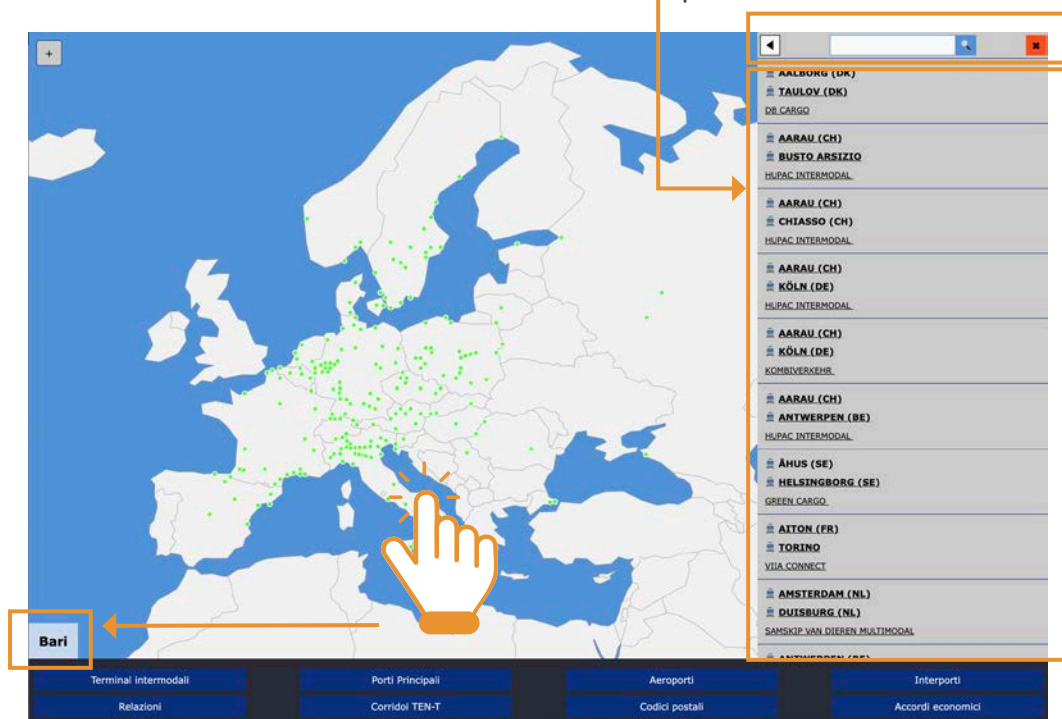 +
AALBORG (DK)
TAULOV (DK)
DB CARGO
AARAU (CH)
BUSTO ARSIZIO
HUPAC INTERMODAL
AARAU (CH)
CHIASSO (CH)
HUPAC INTERMODAL
AARAU (CH)
KÖLN (DE)
HUPAC INTERMODAL
AARAU (CH)
KÖLN (DE)
KOMBIVERKEHR
AARAU (CH)
ANTWERPEN (BE)
HUPAC INTERMODAL
ÅHUS (SE)
HELSINGBORG (SE)
GREEN CARGO
AITON (FR)
TORINO
VIIA CONNECT
AMSTERDAM (NL)
DUISBURG (NL)
SAMSKIP VAN DIEREN MULTIMODAL
ANTWERPEN (BE)
Bari
Terminal intermodali Porti Principali Aeroporti Interporti
Relazioni Corridoi TEN-T Codici postali Accordi economici